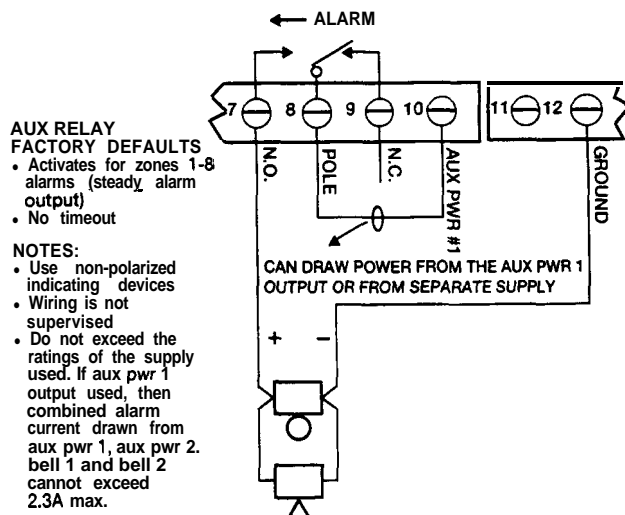 ALARM
7 8 9 10 11 12
N.O.
POLE
N.C.
AUX PWR #1
GROUND
AUX RELAY
FACTORY DEFAULTS
• Activates for zones 1-8
alarms (steady alarm
output)
• No timeout
NOTES:
• Use non-polarized
indicating devices
• Wiring is not
supervised
• Do not exceed the
ratings of the supply
used. If aux pwr 1
output used, then
combined alarm
current drawn from
aux pwr 1, aux pwr 2.
bell 1 and bell 2
cannot exceed
2.3A max.
CAN DRAW POWER FROM THE AUX PWR 1
OUTPUT OR FROM SEPARATE SUPPLY
+ −